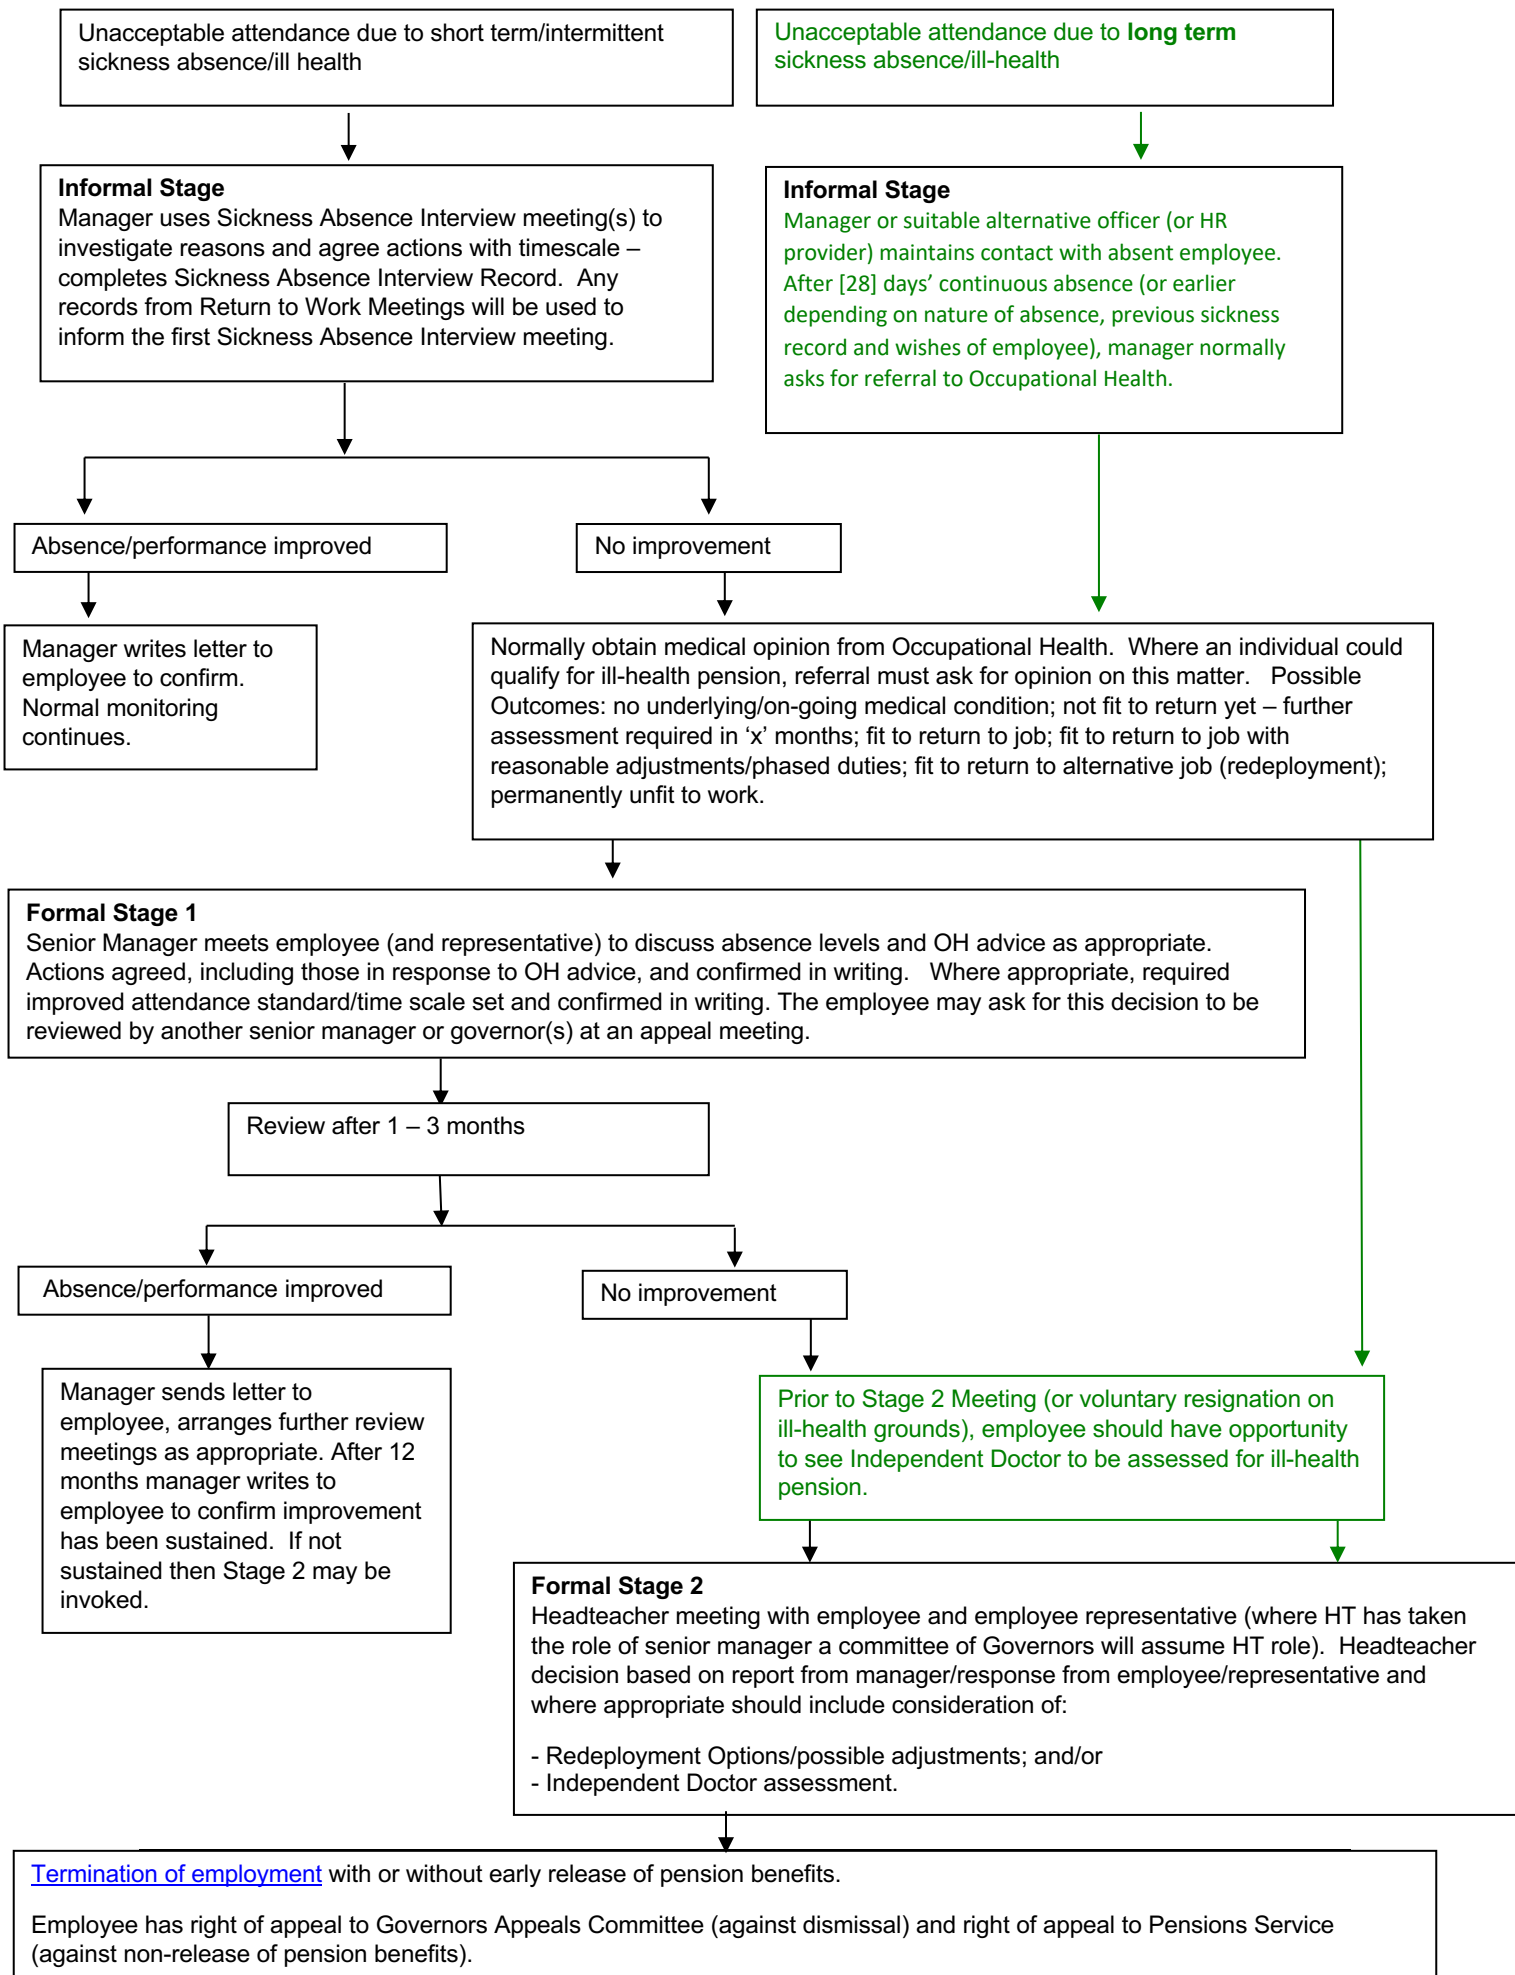 Unacceptable attendance due to short term/intermittent
sickness absence/ill health
Unacceptable attendance due to long term
sickness absence/ill-health
Informal Stage
Manager uses Sickness Absence Interview meeting(s) to
investigate reasons and agree actions with timescale –
completes Sickness Absence Interview Record. Any
records from Return to Work Meetings will be used to
inform the first Sickness Absence Interview meeting.
Informal Stage
Manager or suitable alternative officer (or HR
provider) maintains contact with absent employee.
After [28] days’ continuous absence (or earlier
depending on nature of absence, previous sickness
record and wishes of employee), manager normally
asks for referral to Occupational Health.
Absence/performance improved
No improvement
Manager writes letter to
employee to confirm.
Normal monitoring
continues.
Normally obtain medical opinion from Occupational Health. Where an individual could
qualify for ill-health pension, referral must ask for opinion on this matter. Possible
Outcomes: no underlying/on-going medical condition; not fit to return yet – further
assessment required in ‘x’ months; fit to return to job; fit to return to job with
reasonable adjustments/phased duties; fit to return to alternative job (redeployment);
permanently unfit to work.
Formal Stage 1
Senior Manager meets employee (and representative) to discuss absence levels and OH advice as appropriate.
Actions agreed, including those in response to OH advice, and confirmed in writing. Where appropriate, required
improved attendance standard/time scale set and confirmed in writing. The employee may ask for this decision to be
reviewed by another senior manager or governor(s) at an appeal meeting.
Review after 1 – 3 months
Absence/performance improved
No improvement
Manager sends letter to
employee, arranges further review
meetings as appropriate. After 12
months manager writes to
employee to confirm improvement
has been sustained. If not
sustained then Stage 2 may be
invoked.
Prior to Stage 2 Meeting (or voluntary resignation on
ill-health grounds), employee should have opportunity
to see Independent Doctor to be assessed for ill-health
pension.
Formal Stage 2
Headteacher meeting with employee and employee representative (where HT has taken
the role of senior manager a committee of Governors will assume HT role). Headteacher
decision based on report from manager/response from employee/representative and
where appropriate should include consideration of:
- Redeployment Options/possible adjustments; and/or
- Independent Doctor assessment.
Termination of employment with or without early release of pension benefits.
Employee has right of appeal to Governors Appeals Committee (against dismissal) and right of appeal to Pensions Service
(against non-release of pension benefits).